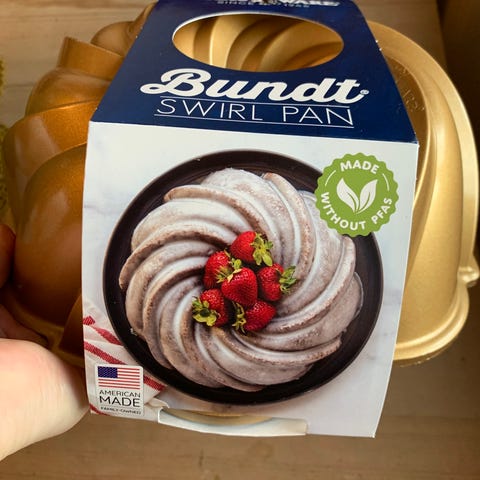 Bundt®
SWIRL PAN
MADE
WITHOUT PFAS
AMERICAN
MADE
FAMILY-OWNED